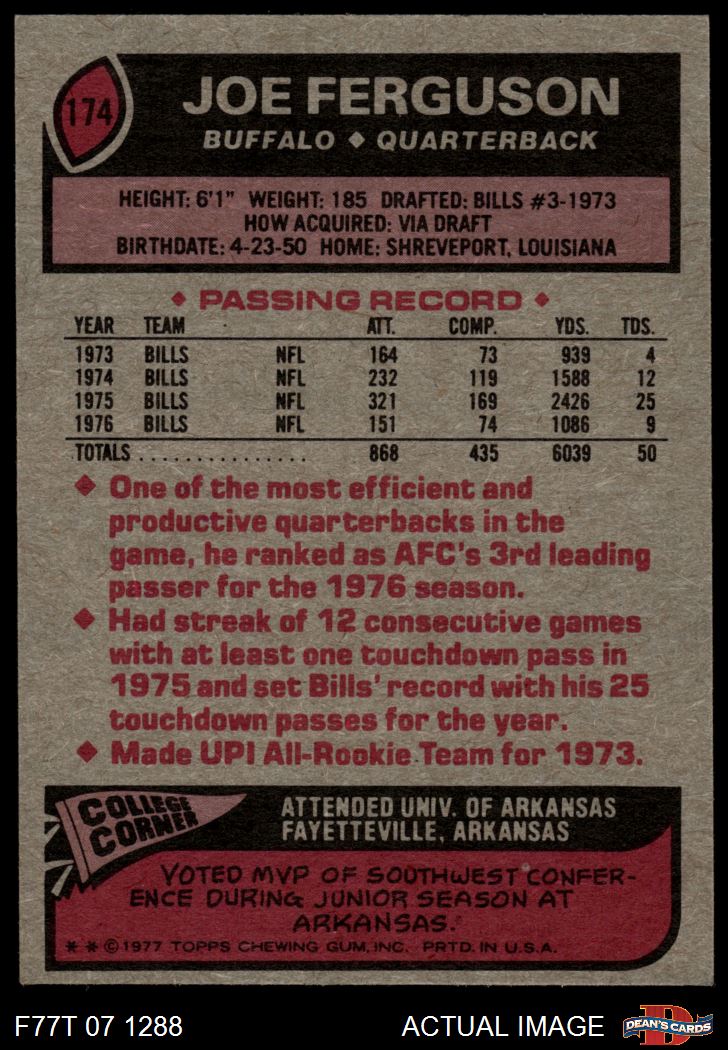 174
JOE FERGUSON
BUFFALO ◆ QUARTERBACK
HEIGHT: 6'1" WEIGHT: 185 DRAFTED: BILLS #3-1973
HOW ACQUIRED: VIA DRAFT
BIRTHDATE: 4-23-50 HOME: SHREVEPORT, LOUISIANA
◆ PASSING RECORD ◆
YEAR TEAM ATT. COMP. YDS. TDS.
1973 BILLS NFL 164 73 939 4
1974 BILLS NFL 232 119 1588 12
1975 BILLS NFL 321 169 2426 25
1976 BILLS NFL 151 74 1086 9
TOTALS . . . . . . . . . . . . . . . 868 435 6039 50
◆ One of the most efficient and
productive quarterbacks in the
game, he ranked as AFC's 3rd leading
passer for the 1976 season.
◆ Had streak of 12 consecutive games
with at least one touchdown pass in
1975 and set Bills' record with his 25
touchdown passes for the year.
◆ Made UPI All-Rookie Team for 1973.
COLLEGE
CORNER
ATTENDED UNIV. OF ARKANSAS
FAYETTEVILLE, ARKANSAS
VOTED MVP OF SOUTHWEST CONFER-
ENCE DURING JUNIOR SEASON AT
ARKANSAS.
* * © 1977 TOPPS CHEWING GUM, INC. PRTD. IN U.S.A.
F77T 07 1288 ACTUAL IMAGE
D
DEAN'S CARDS